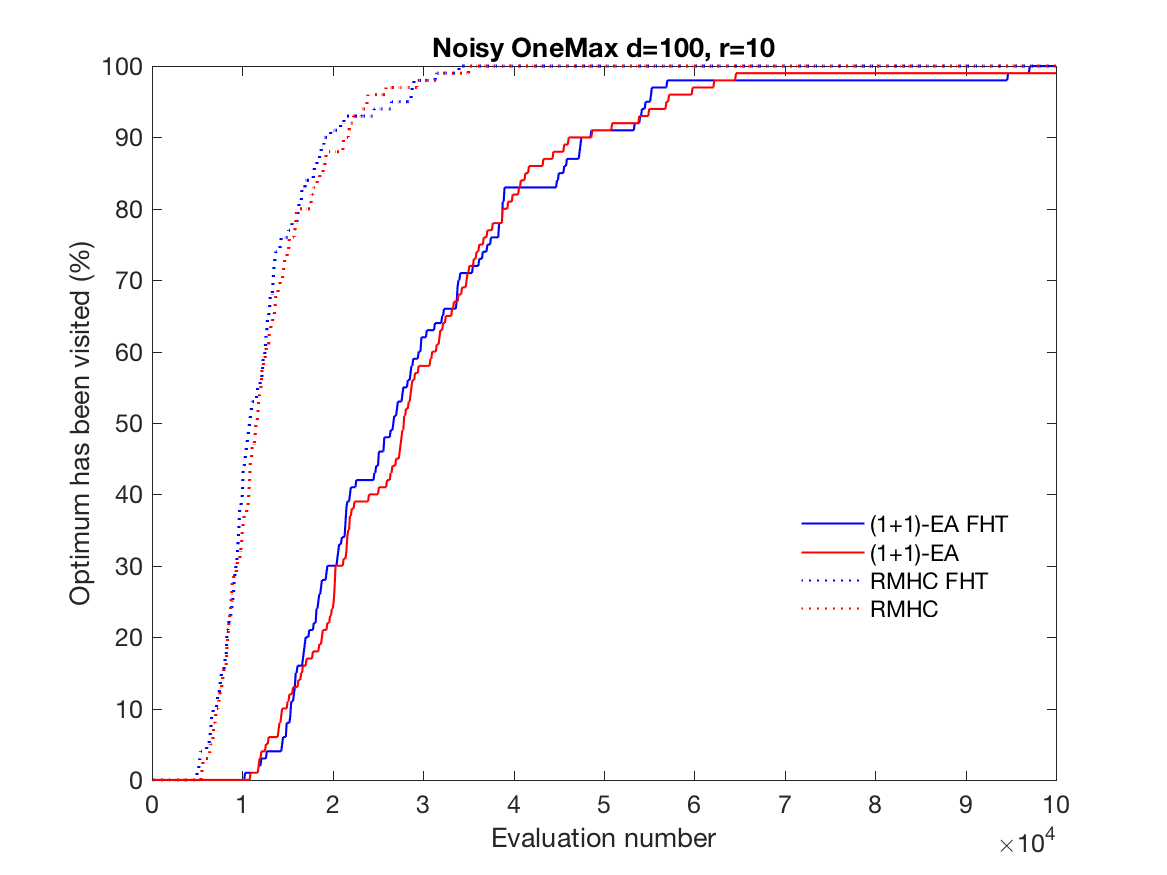 Noisy OneMax d=100, r=10
100
90
80
70
60
50
40
30
20
10
0
Optimum has been visited (%)
(1+1)-EA FHT
(1+1)-EA
RMHC FHT
RMHC
0 1 2 3 4 5 6 7 8 9 10
Evaluation number
×10⁴